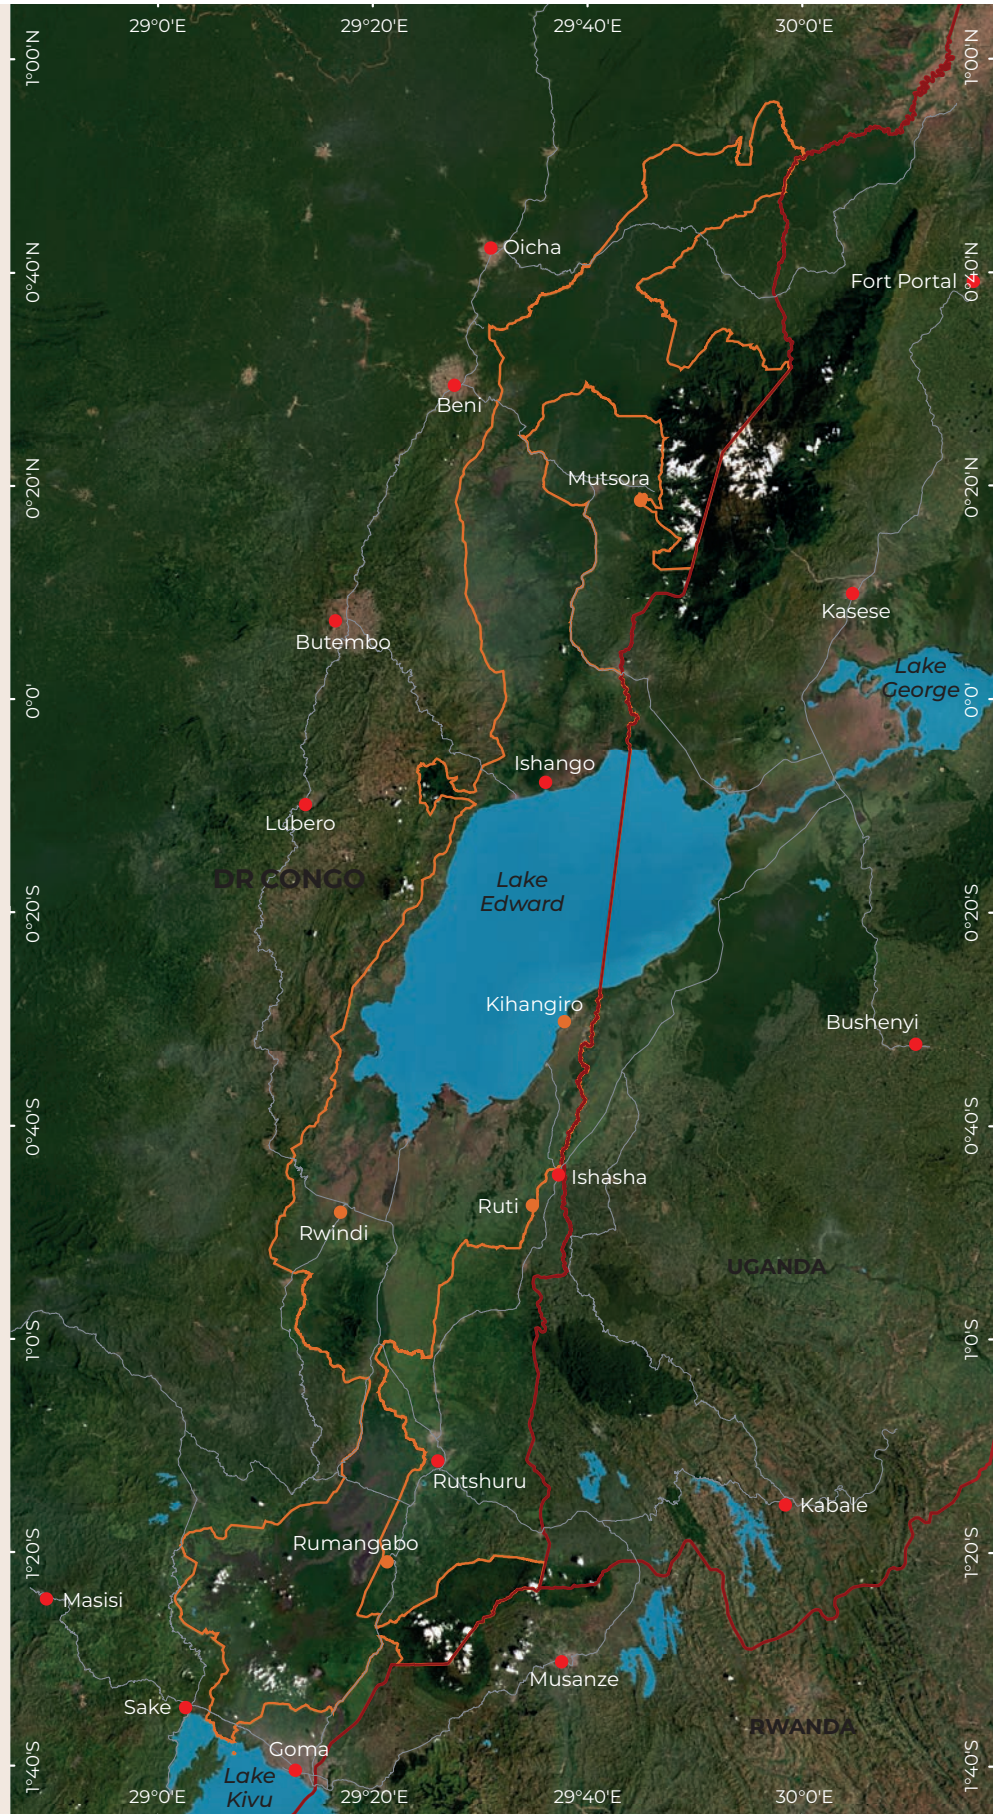 29°0'E
29°20'E
29°40'E
30°0'E
1°00'N
1°00'N
Oicha
0°40'N
Fort Portal
0°40'N
Beni
Mutsora
0°20'N
0°20'N
Kasese
Butembo
Lake
George
0°0'
0°0'
Ishango
Lubero
DR CONGO
Lake
Edward
0°20'S
0°20'S
Kihangiro
Bushenyi
0°40'S
0°40'S
Ishasha
Ruti
Rwindi
UGANDA
1°0'S
1°0'S
Rutshuru
Kabale
Rumangabo
1°20'S
1°20'S
Masisi
Musanze
Sake
RWANDA
Goma
Lake
Kivu
1°40'S
1°40'S
29°0'E
29°20'E
29°40'E
30°0'E